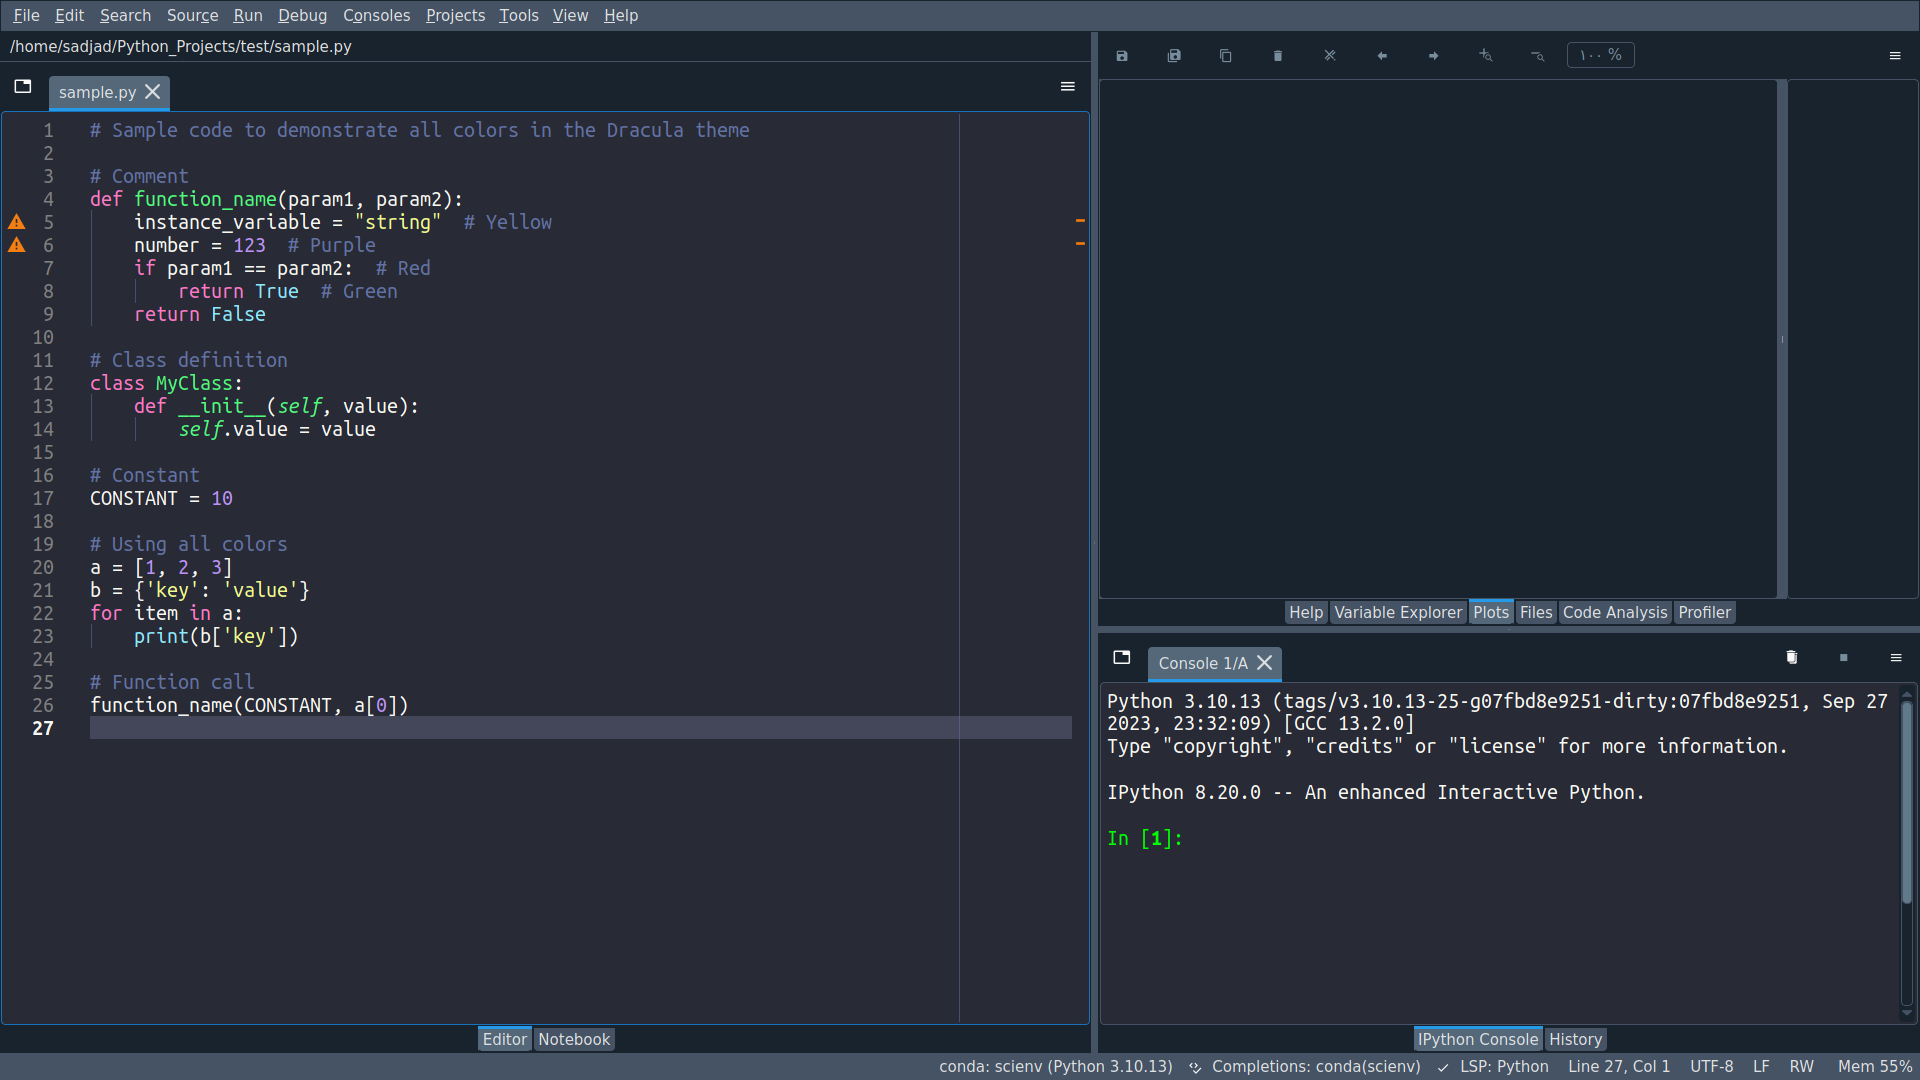 File Edit Search Source Run Debug Consoles Projects Tools View Help
/home/sadjad/Python_Projects/test/sample.py
sample.py
1 # Sample code to demonstrate all colors in the Dracula theme
2
3 # Comment
4 def function_name(param1, param2):
5     instance_variable = "string"  # Yellow
6     number = 123  # Purple
7     if param1 == param2:  # Red
8         return True  # Green
9     return False
10
11 # Class definition
12 class MyClass:
13     def __init__(self, value):
14         self.value = value
15
16 # Constant
17 CONSTANT = 10
18
19 # Using all colors
20 a = [1, 2, 3]
21 b = {'key': 'value'}
22 for item in a:
23     print(b['key'])
24
25 # Function call
26 function_name(CONSTANT, a[0])
27
Editor Notebook
۱۰۰ %
Help Variable Explorer Plots Files Code Analysis Profiler
Console 1/A
Python 3.10.13 (tags/v3.10.13-25-g07fbd8e9251-dirty:07fbd8e9251, Sep 27
2023, 23:32:09) [GCC 13.2.0]
Type "copyright", "credits" or "license" for more information.
IPython 8.20.0 -- An enhanced Interactive Python.
In [1]:
IPython Console History
conda: scienv (Python 3.10.13) Completions: conda(scienv) LSP: Python Line 27, Col 1 UTF-8 LF RW Mem 55%